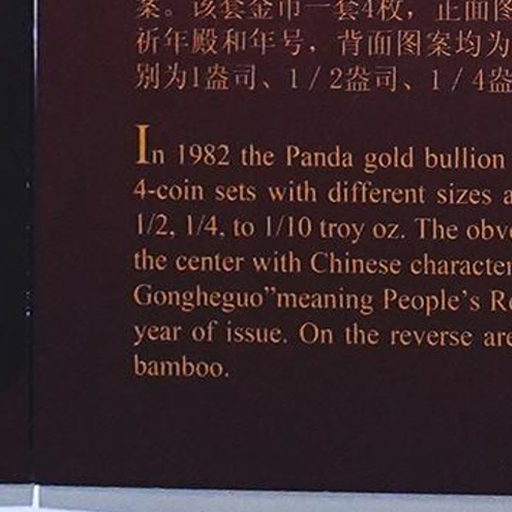 案。该套金币一套4枚，正面图
祈年殿和年号，背面图案均为
别为1盎司、1/2盎司、1/4盎
In 1982 the Panda gold bullion
4-coin sets with different sizes
1/2, 1/4, to 1/10 troy oz. The
the center with Chinese
Gongheguo”meaning People’s
year of issue. On the reverse
bamboo.